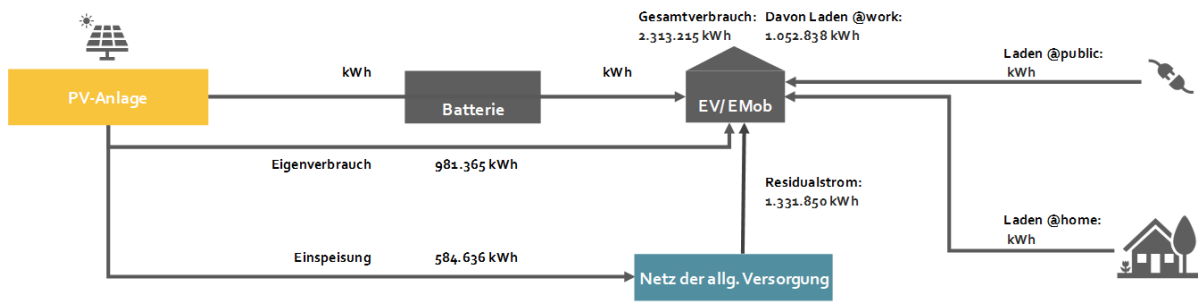 Gesamtverbrauch:
2.313.215 kWh
Davon Laden @work:
1.052.838 kWh
Laden @public:
kWh
kWh
kWh
PV-Anlage
Batterie
EV/ EMob
Eigenverbrauch
981.365 kWh
Residualstrom:
1.331.850 kWh
Laden @home:
kWh
Einspeisung
584.636 kWh
Netz der allg. Versorgung